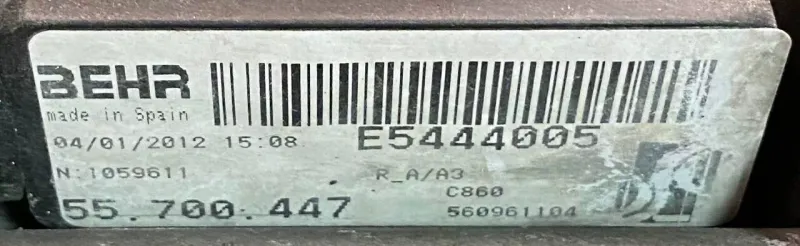 BEHR
made in Spain
04/01/2012 15:08 E5444005
N:1059611 R_A/A3
C860
55.700.447 560961104